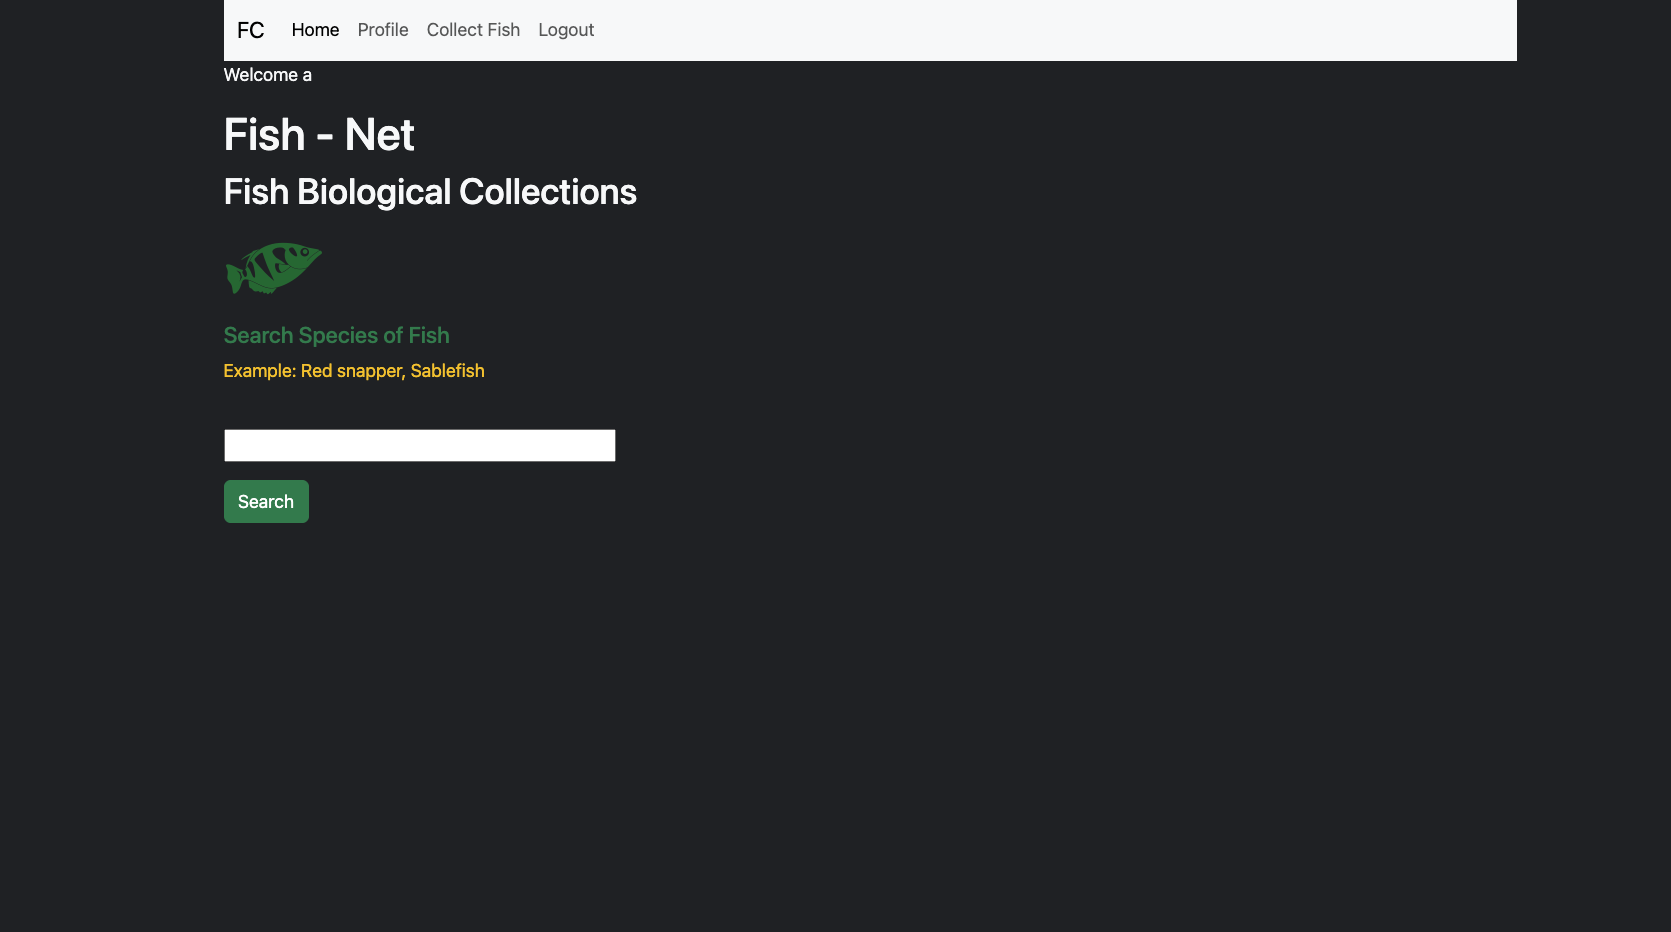 FC Home Profile Collect Fish Logout
Welcome a
Fish - Net
Fish Biological Collections
Search Species of Fish
Example: Red snapper, Sablefish
Search